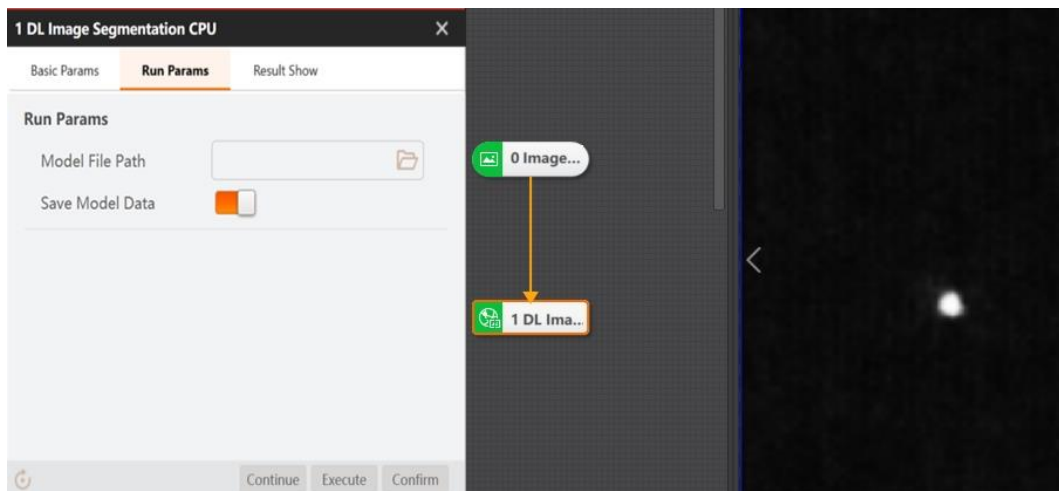 1 DL Image Segmentation CPU
Basic Params Run Params Result Show
Run Params
Model File Path
Save Model Data
Continue Execute Confirm
0 Image...
1 DL Ima...